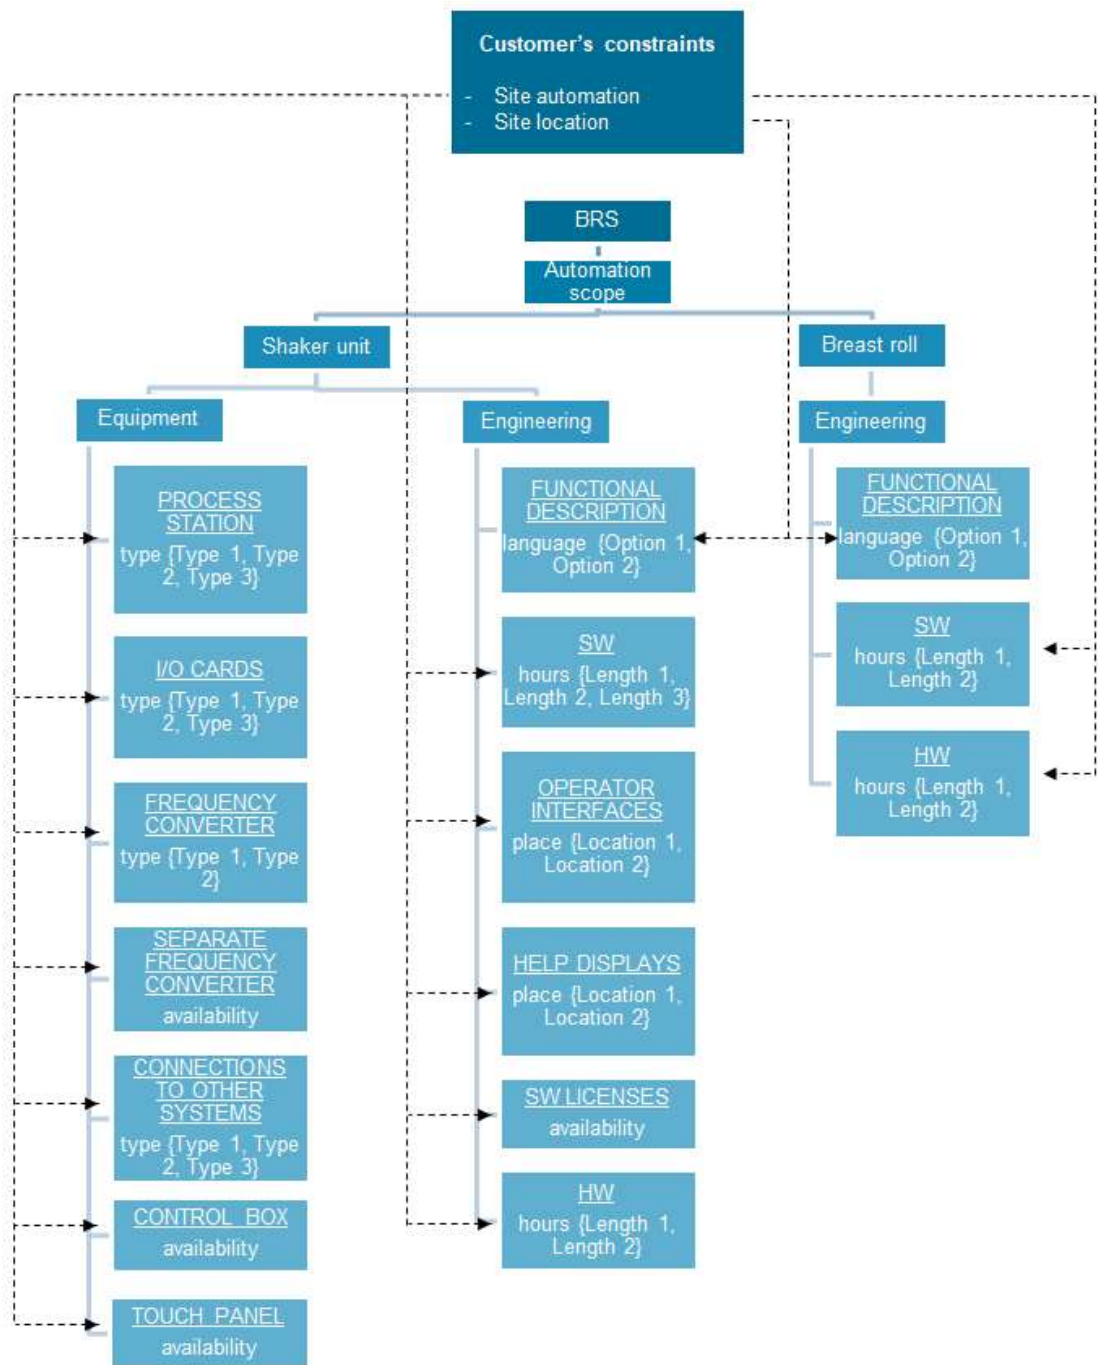 Customer's constraints
- Site automation
- Site location
BRS
Automation
scope
Shaker unit
Breast roll
Equipment
Engineering
Engineering
PROCESS
STATION
type {Type 1, Type
2, Type 3}
I/O CARDS
type {Type 1, Type
2, Type 3}
FREQUENCY
CONVERTER
type {Type 1, Type
2}
SEPARATE
FREQUENCY
CONVERTER
availability
CONNECTIONS
TO OTHER
SYSTEMS
type {Type 1, Type
2, Type 3}
CONTROL BOX
availability
TOUCH PANEL
availability
FUNCTIONAL
DESCRIPTION
language {Option 1,
Option 2}
SW
hours {Length 1,
Length 2, Length 3}
OPERATOR
INTERFACES
place {Location 1,
Location 2}
HELP DISPLAYS
place {Location 1,
Location 2}
SW LICENSES
availability
HW
hours {Length 1,
Length 2}
FUNCTIONAL
DESCRIPTION
language {Option 1,
Option 2}
SW
hours {Length 1,
Length 2}
HW
hours {Length 1,
Length 2}